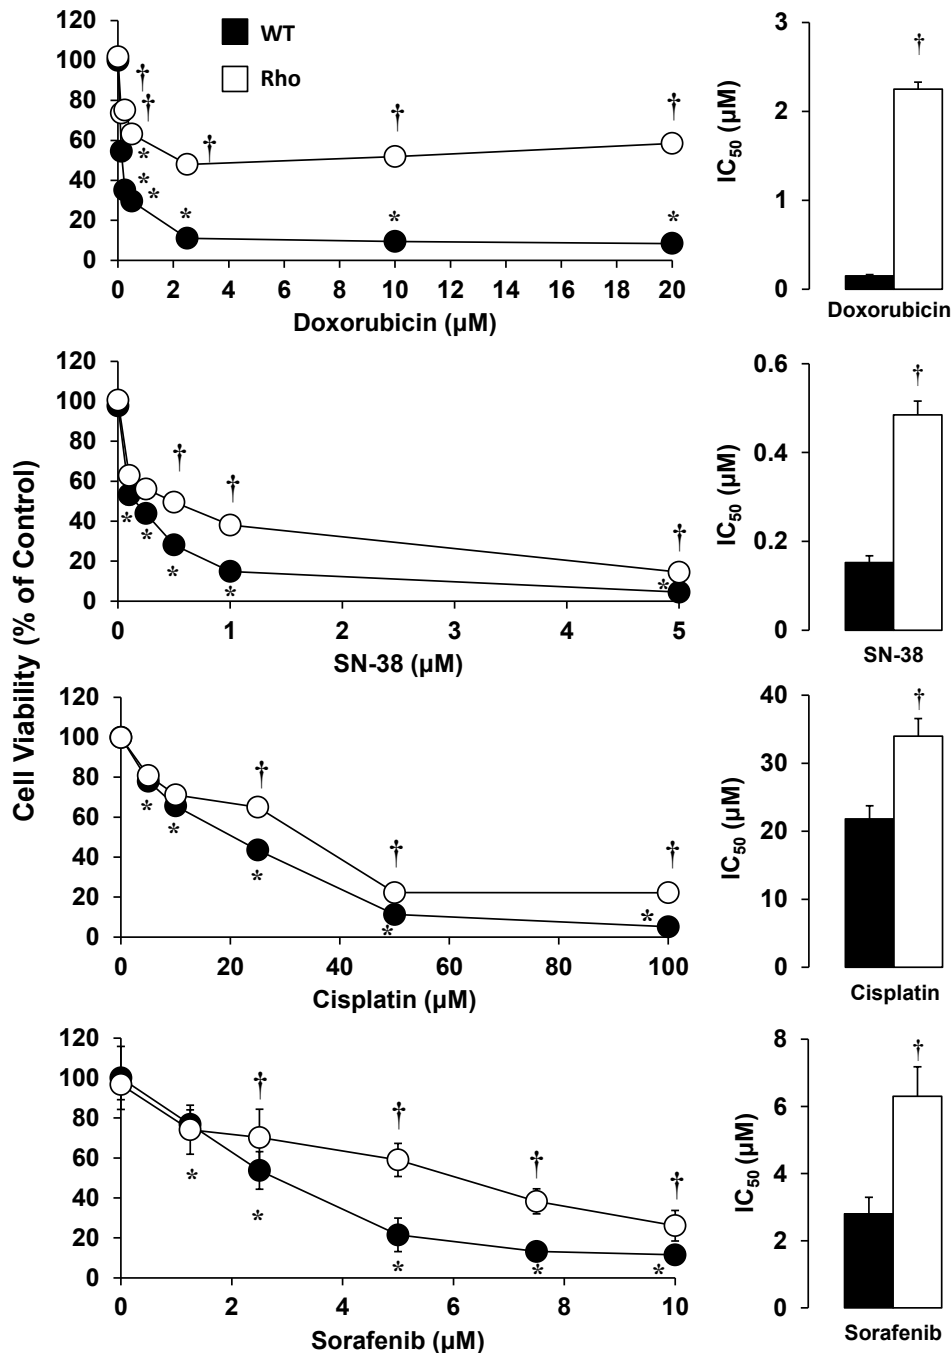 Cell Viability (% of Control)
WT
Rho
120
100
80
60
40
20
0
† † † † †
* * * * * *
0 2 4 6 8 10 12 14 16 18 20
Doxorubicin (µM)
IC50 (µM)
3
2
1
0
†
Doxorubicin
120
100
80
60
40
20
0
† † †
* * * * *
0 1 2 3 4 5
SN-38 (µM)
IC50 (µM)
0.6
0.4
0.2
0
†
SN-38
120
100
80
60
40
20
0
† † †
* * * * *
0 20 40 60 80 100
Cisplatin (µM)
IC50 (µM)
40
30
20
10
0
†
Cisplatin
120
100
80
60
40
20
0
† † † †
* * * * *
0 2 4 6 8 10
Sorafenib (µM)
IC50 (µM)
8
6
4
2
0
†
Sorafenib